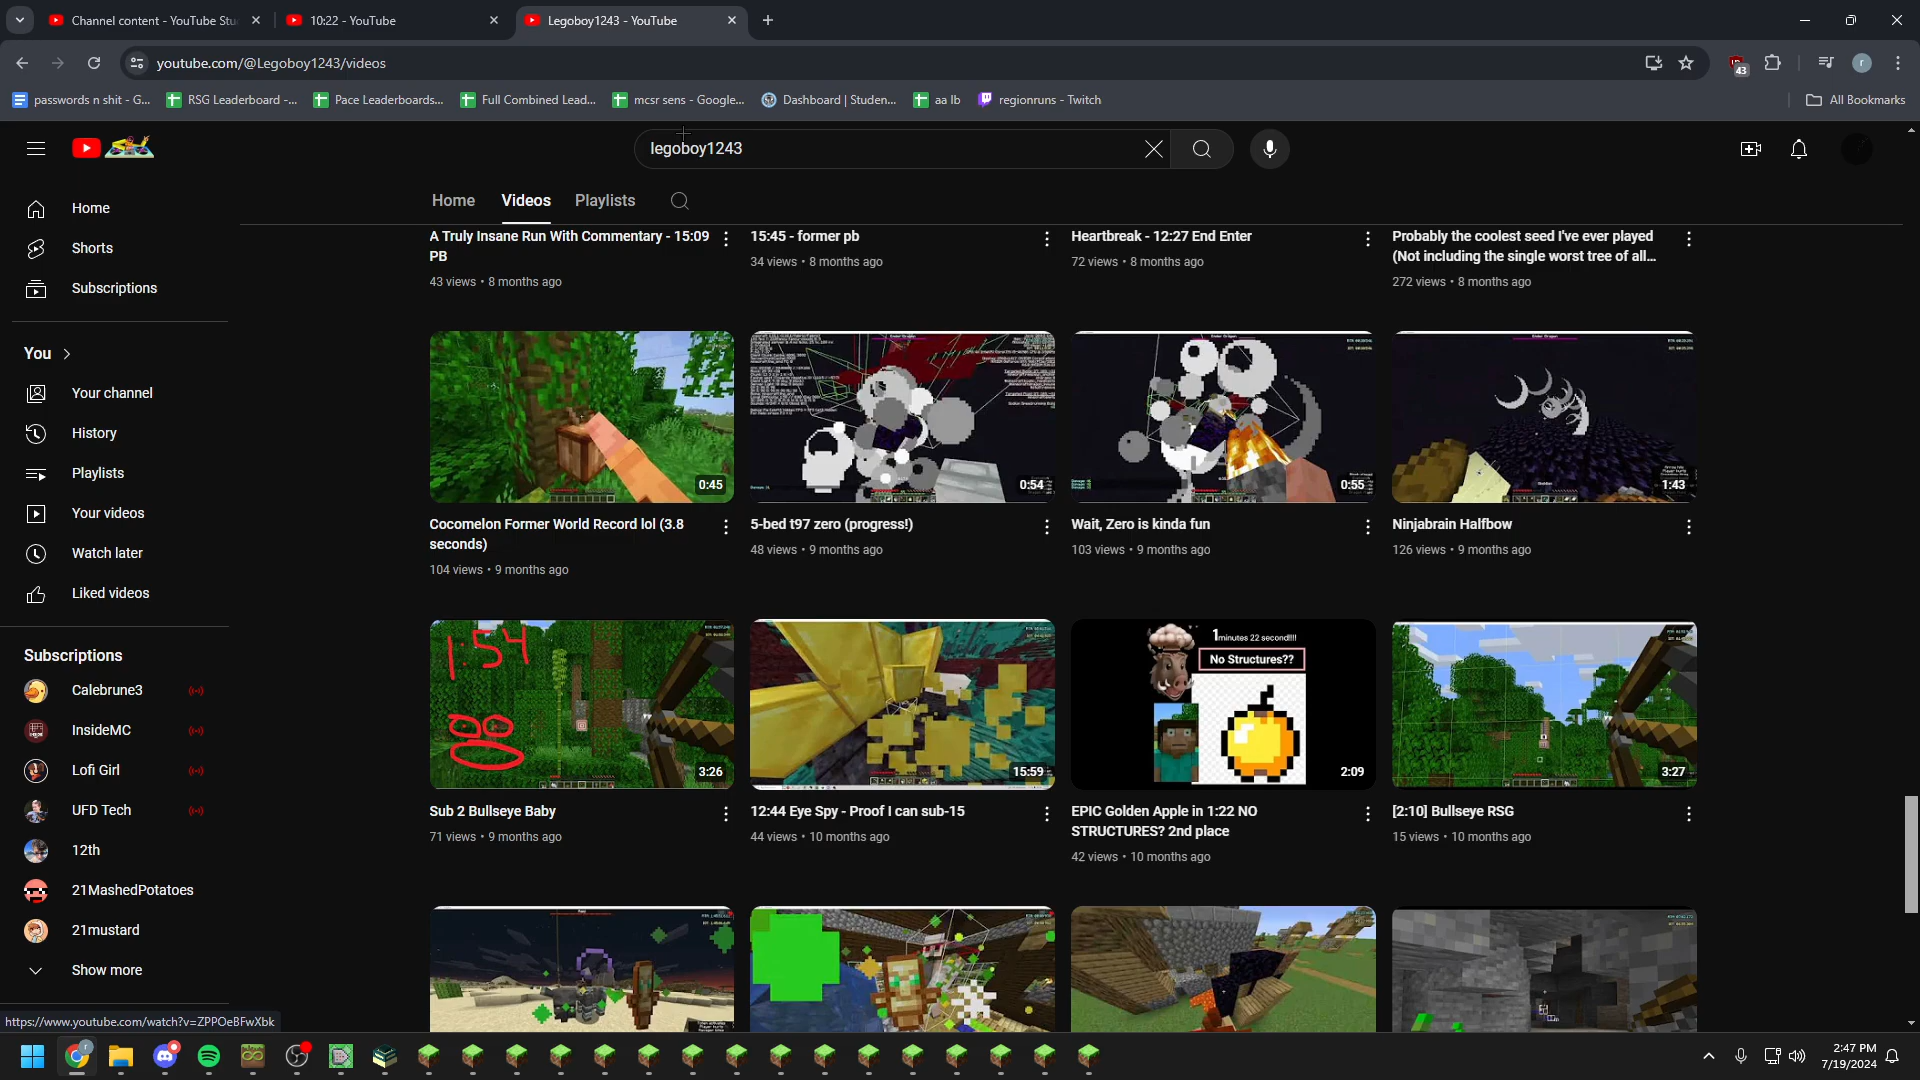 Channel content - YouTube Stu
10:22 - YouTube
Legoboy1243 - YouTube
youtube.com/@Legoboy1243/videos
43
r
passwords n shit - G...
RSG Leaderboard -...
Pace Leaderboards...
Full Combined Lead...
mcsr sens - Google...
Dashboard | Studen...
aa lb
regionruns - Twitch
All Bookmarks
legoboy1243
Home
Videos
Playlists
Home
Shorts
Subscriptions
You
Your channel
History
Playlists
Your videos
Watch later
Liked videos
Subscriptions
Calebrune3
InsideMC
Lofi Girl
UFD Tech
12th
21MashedPotatoes
21mustard
Show more
A Truly Insane Run With Commentary - 15:09
PB
43 views • 8 months ago
15:45 - former pb
34 views • 8 months ago
Heartbreak - 12:27 End Enter
72 views • 8 months ago
Probably the coolest seed I've ever played
(Not including the single worst tree of all...
272 views • 8 months ago
0:45
Cocomelon Former World Record lol (3.8
seconds)
104 views • 9 months ago
0:54
5-bed t97 zero (progress!)
48 views • 9 months ago
0:55
Wait, Zero is kinda fun
103 views • 9 months ago
1:43
Ninjabrain Halfbow
126 views • 9 months ago
1:54
3:26
Sub 2 Bullseye Baby
71 views • 9 months ago
15:59
12:44 Eye Spy - Proof I can sub-15
44 views • 10 months ago
1minutes 22 second!!!!
No Structures??
2:09
EPIC Golden Apple in 1:22 NO
STRUCTURES? 2nd place
42 views • 10 months ago
3:27
[2:10] Bullseye RSG
15 views • 10 months ago
https://www.youtube.com/watch?v=ZPPOeBFwXbk
2:47 PM
7/19/2024